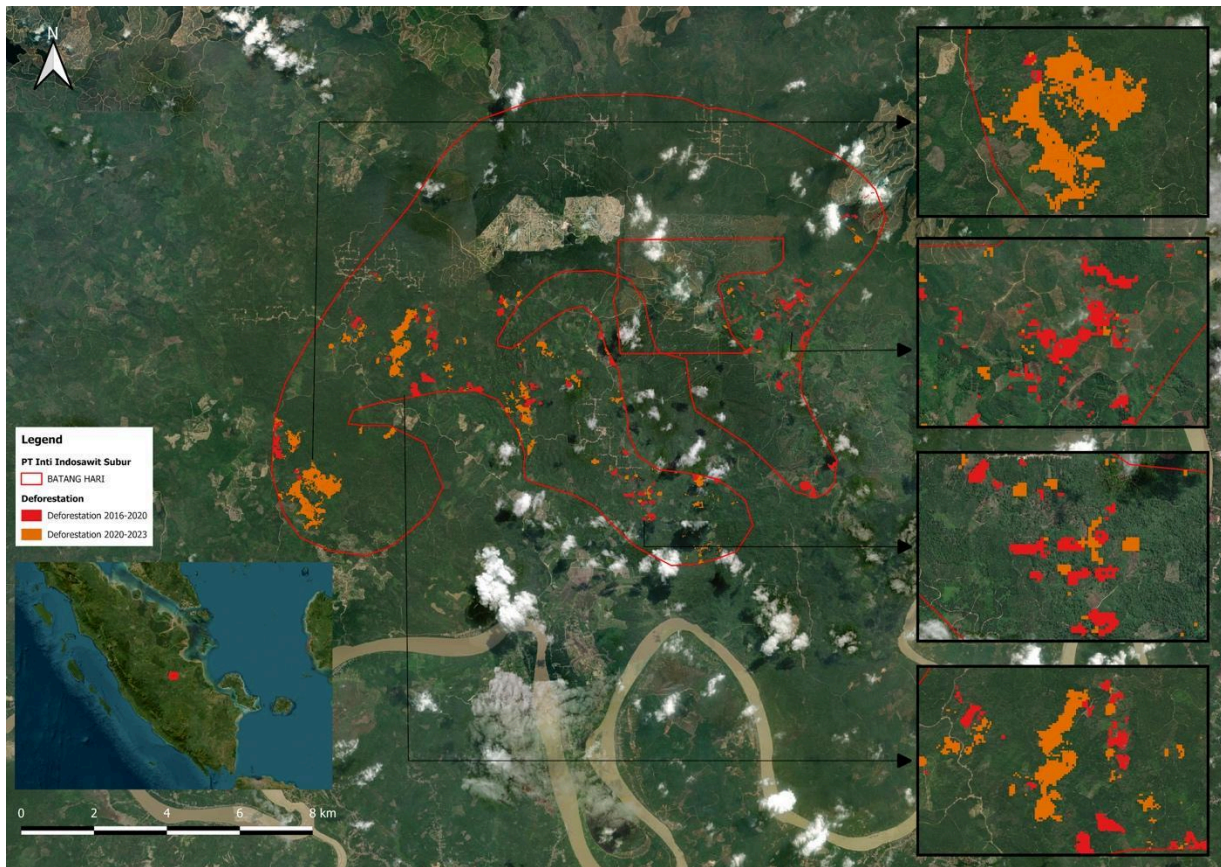 N
Legend
PT Inti Indosawit Subur
BATANG HARI
Deforestation
Deforestation 2016-2020
Deforestation 2020-2023
0 2 4 6 8 km